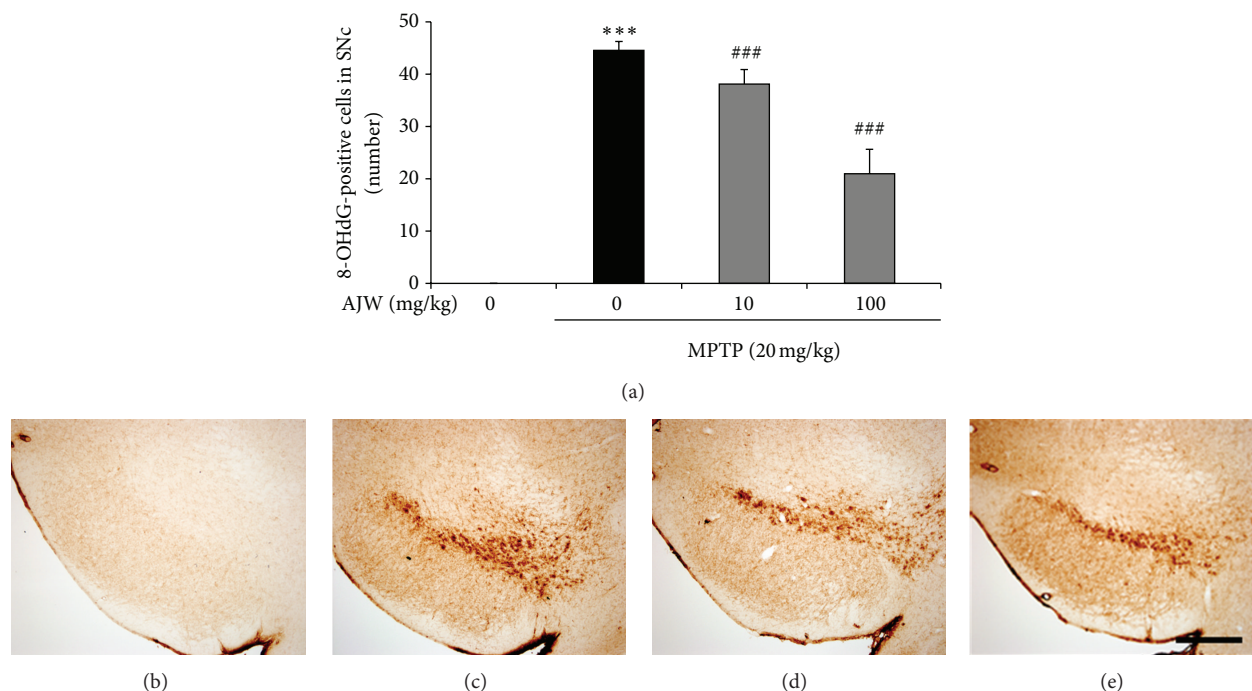 50
40
30
20
10
0
8-OHdG-positive cells in SNc
(number)
***
###
###
AJW (mg/kg) 0 0 10 100
MPTP (20 mg/kg)
(a)
(b) (c) (d) (e)